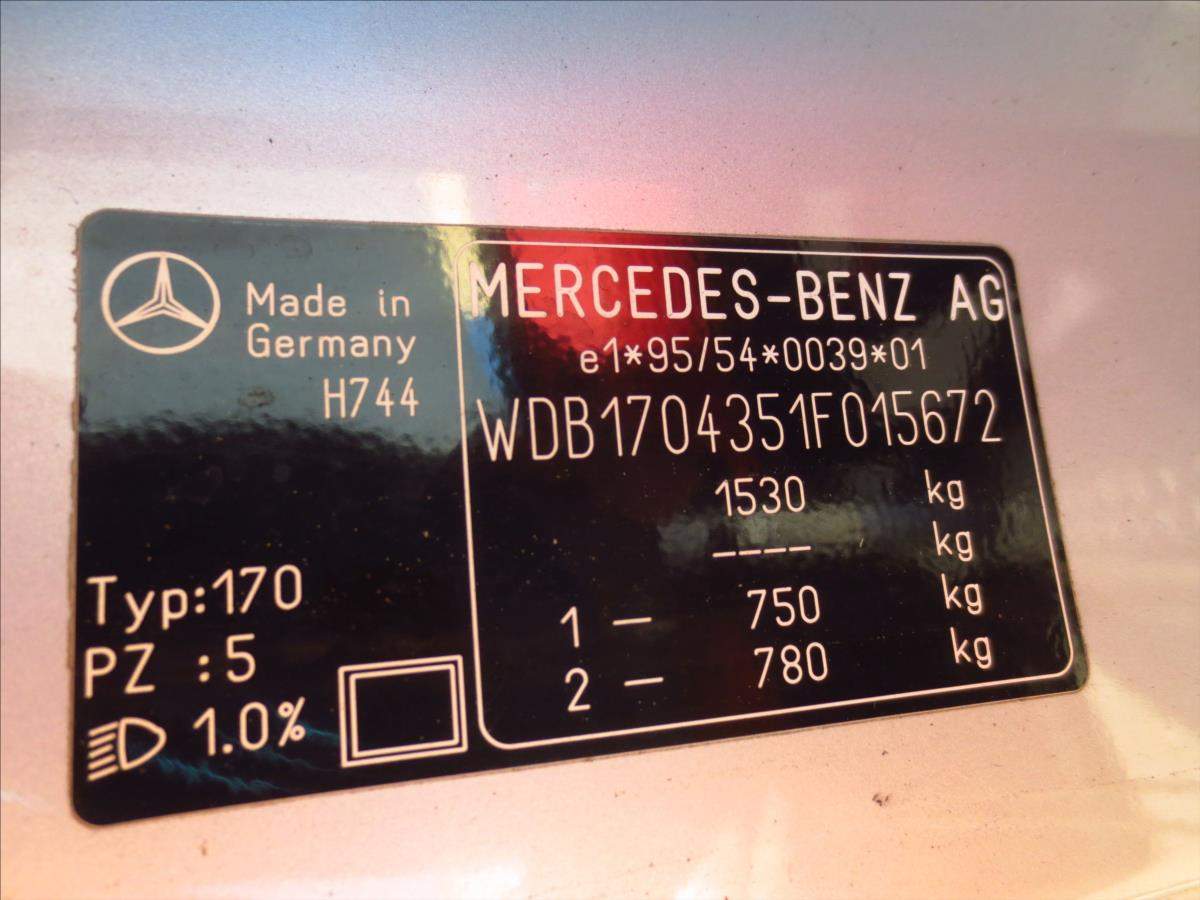 Made in
Germany
H744
Typ:170
PZ :5
1.0%
MERCEDES-BENZ AG
e1*95/54*0039*01
WDB1704351F015672
1530 kg
---- kg
1 — 750 kg
2 — 780 kg